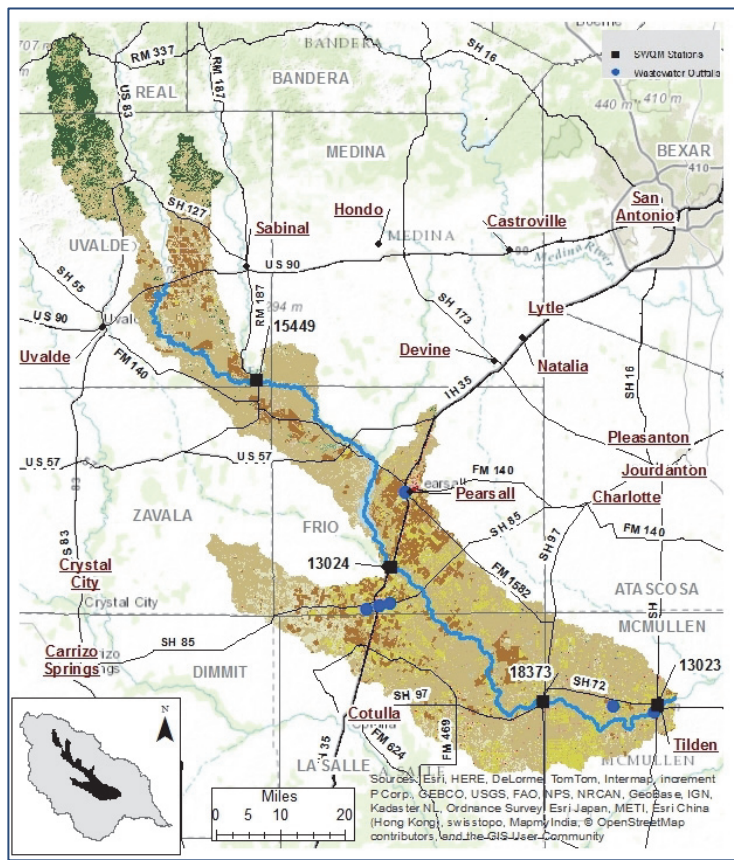 BANDERA
SH 16
RM 337
707 m
SWQM Stations
Wastewater Outfalls
RM 187
BANDERA
REAL
US 83
440 m
410 m
MEDINA
BEXAR
410
San
Antonio
SH 127
Hondo
Castroville
Sabinal
MEDINA
UVALDE
US 90
90
Medina River
SH 55
RM 187
294 m
SH 173
Lytle
US 90
15449
Uvalde
Devine
Natalia
FM 140
IH 35
SH 16
Pleasanton
US 57
US 57
FM 140
Jourdanton
83
earsall
Pearsall
Charlotte
ZAVALA
SH 85
FRIO
SH 97
FM 140
13024
Crystal
City
FM 1582
ATASCOSA
Crystal City
SH
MCMULLEN
Carrizo
Springs
SH 85
DIMMIT
18373
SH 72
13023
SH 97
Cotulla
FM 469
FM 624
Tilden
MCMULLEN
LA SALLE
N
Miles
0
10
20
Sources: Esri, HERE, DeLorme, TomTom, Intermap, increment
P Corp., GEBCO, USGS, FAO, NPS, NRCAN, GeoBase, IGN,
Kadaster NL, Ordnance Survey, Esri Japan, METI, Esri China
(Hong Kong), swisstopo, MapmyIndia, © OpenStreetMap
contributors, and the GIS User Community